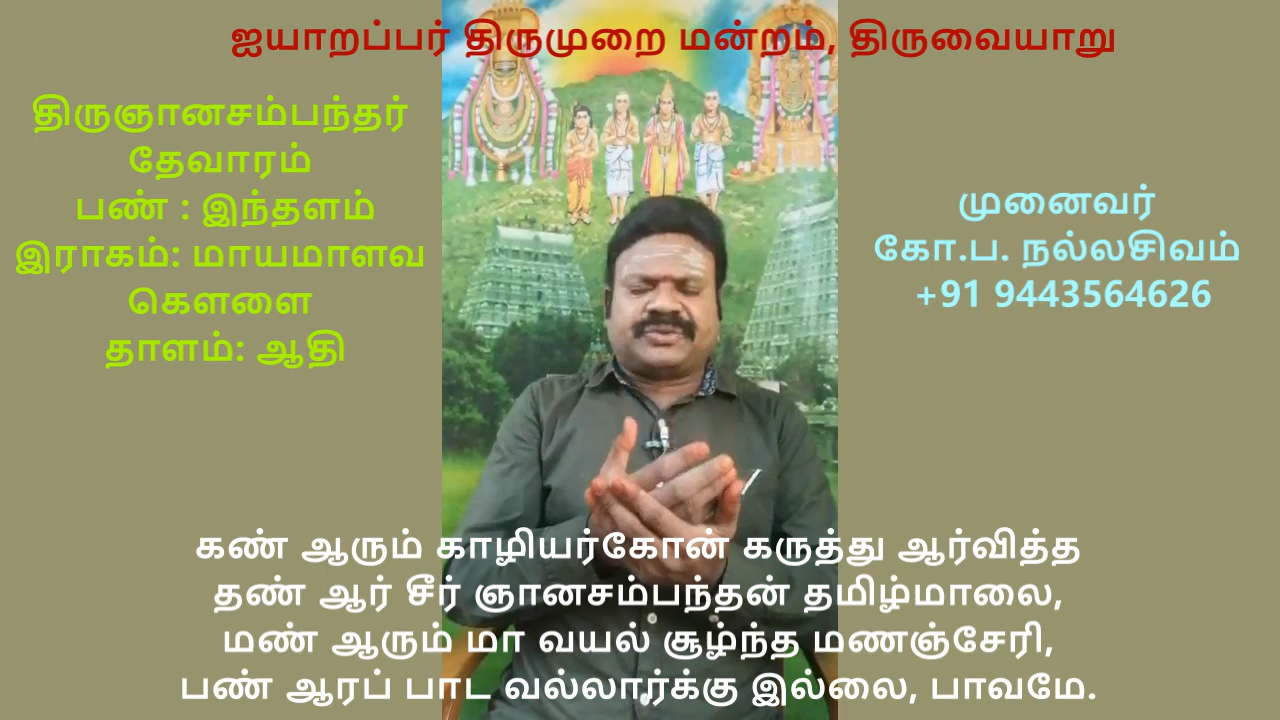 ஐயாறப்பர் திருமுறை மன்றம், திருவையாறு
திருஞானசம்பந்தர்
தேவாரம்
பண் : இந்தளம்
இராகம்: மாயமாளவ
கௌளை
தாளம்: ஆதி
முனைவர்
கோ.ப. நல்லசிவம்
+91 9443564626
கண் ஆரும் காழியர்கோன் கருத்து ஆர்வித்த
தண் ஆர் சீர் ஞானசம்பந்தன் தமிழ்மாலை,
மண் ஆரும் மா வயல் சூழ்ந்த மணஞ்சேரி,
பண் ஆரப் பாட வல்லார்க்கு இல்லை, பாவமே.